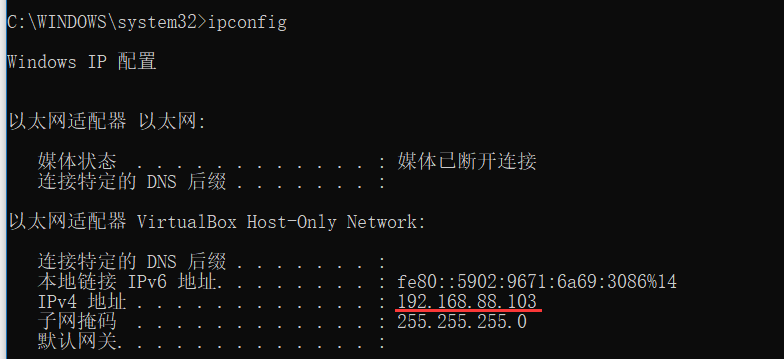 C:\WINDOWS\system32>ipconfig
Windows IP 配置
以太网适配器 以太网:
媒体状态 . . . . . . . . . . . . : 媒体已断开连接
连接特定的 DNS 后缀 . . . . . . . :
以太网适配器 VirtualBox Host-Only Network:
连接特定的 DNS 后缀 . . . . . . . :
本地链接 IPv6 地址. . . . . . . . : fe80::5902:9671:6a69:3086%14
IPv4 地址 . . . . . . . . . . . . : 192.168.88.103
子网掩码 . . . . . . . . . . . . : 255.255.255.0
默认网关. . . . . . . . . . . . . :